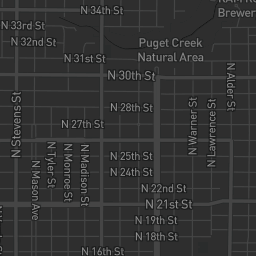 N 34th St
N 33rd St
Brewery
N 32nd St
Puget Creek
Natural Area
N 31st St
N 30th St
N Alder St
N 28th St
N Stevens St
N Warner St
N Lawrence St
N 27th St
N Tyler St
N Monroe St
N Madison St
N Mason Ave
N 25th St
N 24th St
N 22nd St
N 21st St
N 19th St
N 18th St
N 16th St